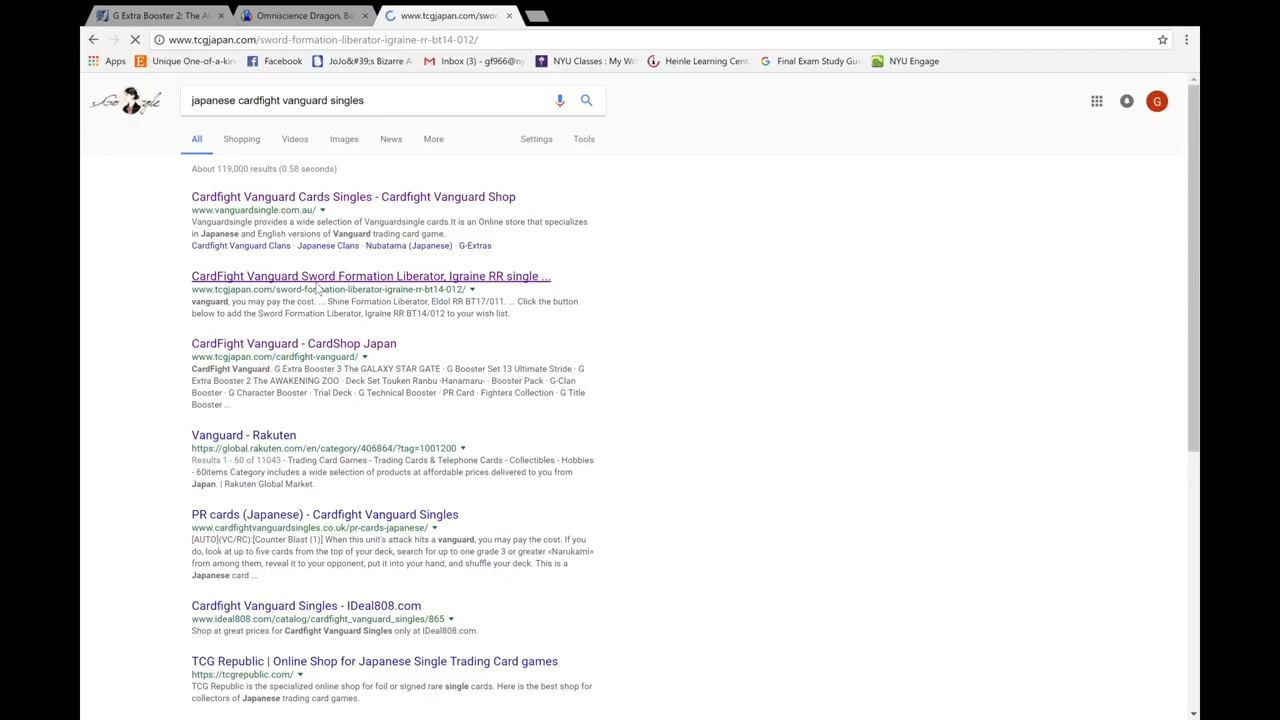 G Extra Booster 2: The A
Omniscience Dragon, Ba
www.tcgjapan.com/swor
www.tcgjapan.com/sword-formation-liberator-igraine-rr-bt14-012/
Apps
Unique One-of-a-kin
Facebook
JoJo&#39;s Bizarre A
Inbox (3) - gf966@ny
NYU Classes : My Wo
Heinle Learning Cent
Final Exam Study Gui
NYU Engage
japanese cardfight vanguard singles
G
All Shopping Videos Images News More Settings Tools
About 119,000 results (0.58 seconds)
Cardfight Vanguard Cards Singles - Cardfight Vanguard Shop
www.vanguardsingle.com.au/
Vanguardsingle provides a wide selection of Vanguardsingle cards.It is an Online store that specializes
in Japanese and English versions of Vanguard trading card game.
Cardfight Vanguard Clans · Japanese Clans · Nubatama (Japanese) · G-Extras
CardFight Vanguard Sword Formation Liberator, Igraine RR single ...
www.tcgjapan.com/sword-formation-liberator-igraine-rr-bt14-012/
vanguard, you may pay the cost. ... Shine Formation Liberator, Eldol RR BT17/011. ... Click the button
below to add the Sword Formation Liberator, Igraine RR BT14/012 to your wish list.
CardFight Vanguard - CardShop Japan
www.tcgjapan.com/cardfight-vanguard/
CardFight Vanguard. G Extra Booster 3 The GALAXY STAR GATE · G Booster Set 13 Ultimate Stride · G
Extra Booster 2 The AWAKENING ZOO · Deck Set Touken Ranbu -Hanamaru- · Booster Pack · G-Clan
Booster · G Character Booster · Trial Deck · G Technical Booster · PR Card · Fighters Collection · G Title
Booster ...
Vanguard - Rakuten
https://global.rakuten.com/en/category/406864/?tag=1001200
Results 1 - 60 of 11043 - Trading Card Games - Trading Cards & Telephone Cards - Collectibles - Hobbies
- 60items Category includes a wide selection of products at affordable prices delivered to you from
Japan. | Rakuten Global Market.
PR cards (Japanese) - Cardfight Vanguard Singles
www.cardfightvanguardsingles.co.uk/pr-cards-japanese/
[AUTO](VC/RC):[Counter Blast (1)] When this unit's attack hits a vanguard, you may pay the cost. If you
do, look at up to five cards from the top of your deck, search for up to one grade 3 or greater «Narukami»
from among them, reveal it to your opponent, put it into your hand, and shuffle your deck. This is a
Japanese card ...
Cardfight Vanguard Singles - IDeal808.com
www.ideal808.com/catalog/cardfight_vanguard_singles/865
Shop at great prices for Cardfight Vanguard Singles only at IDeal808.com.
TCG Republic | Online Shop for Japanese Single Trading Card games
https://tcgrepublic.com/
TCG Republic is the specialized online shop for foil or signed rare single cards. Here is the best shop for
collectors of Japanese trading card games.